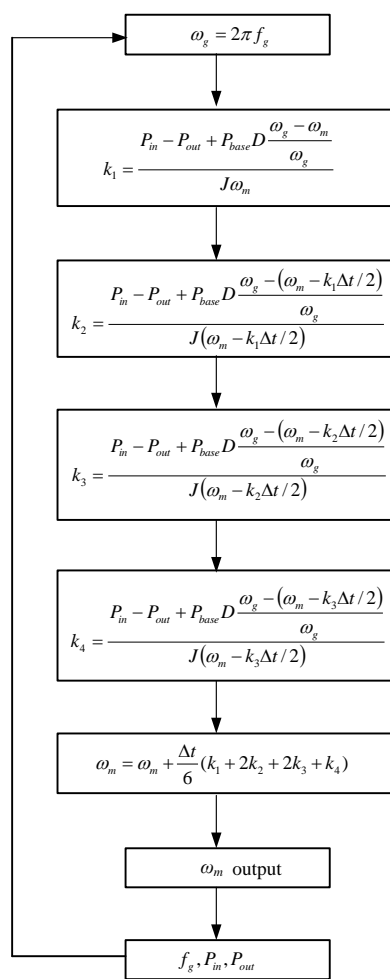 ω_g = 2πf_g
k_1 = (P_in − P_out + P_base D (ω_g − ω_m)/ω_g) / (Jω_m)
k_2 = (P_in − P_out + P_base D (ω_g − (ω_m − k_1Δt/2))/ω_g) / (J(ω_m − k_1Δt/2))
k_3 = (P_in − P_out + P_base D (ω_g − (ω_m − k_2Δt/2))/ω_g) / (J(ω_m − k_2Δt/2))
k_4 = (P_in − P_out + P_base D (ω_g − (ω_m − k_3Δt/2))/ω_g) / (J(ω_m − k_3Δt/2))
ω_m = ω_m + Δt/6 (k_1 + 2k_2 + 2k_3 + k_4)
ω_m output
f_g, P_in, P_out